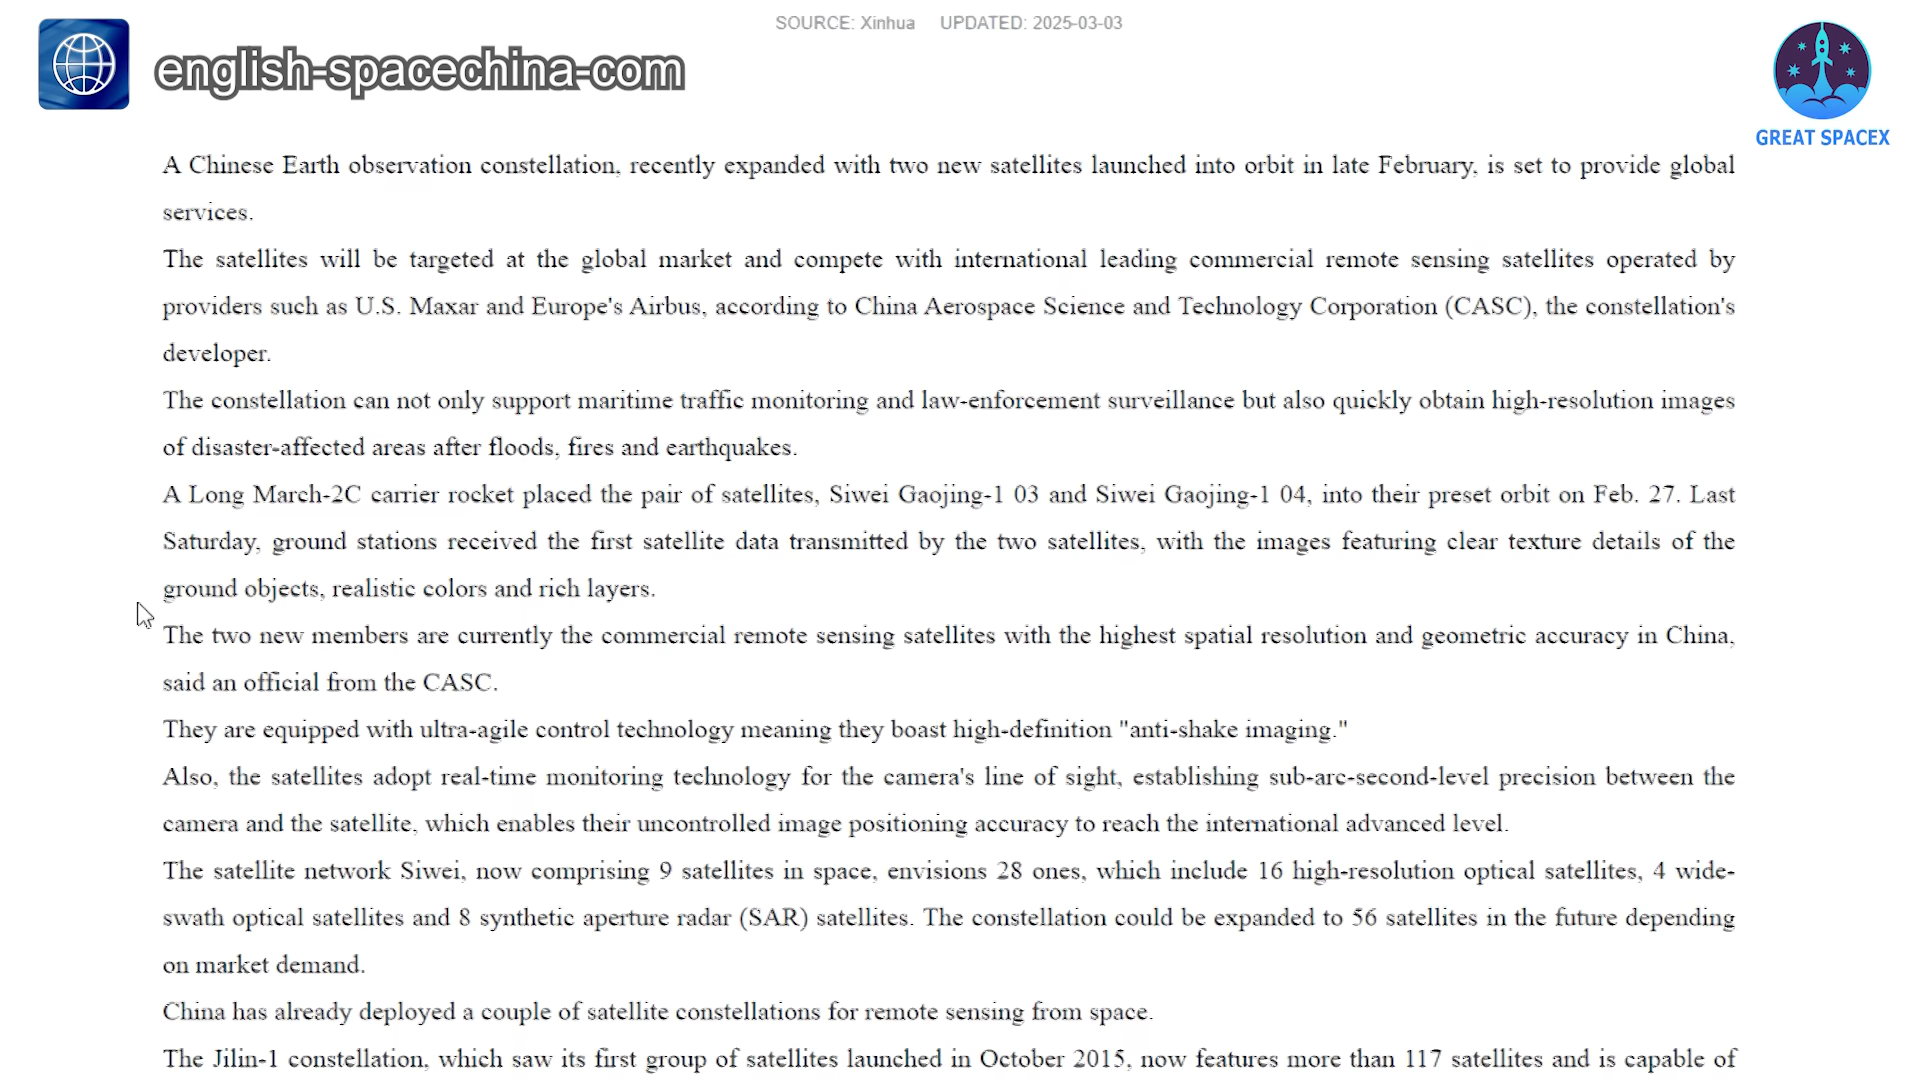 SOURCE: Xinhua UPDATED: 2025-03-03
english-spacechina-com
GREAT SPACEX
A Chinese Earth observation constellation, recently expanded with two new satellites launched into orbit in late February, is set to provide global
services.
The satellites will be targeted at the global market and compete with international leading commercial remote sensing satellites operated by
providers such as U.S. Maxar and Europe's Airbus, according to China Aerospace Science and Technology Corporation (CASC), the constellation's
developer.
The constellation can not only support maritime traffic monitoring and law-enforcement surveillance but also quickly obtain high-resolution images
of disaster-affected areas after floods, fires and earthquakes.
A Long March-2C carrier rocket placed the pair of satellites, Siwei Gaojing-1 03 and Siwei Gaojing-1 04, into their preset orbit on Feb. 27. Last
Saturday, ground stations received the first satellite data transmitted by the two satellites, with the images featuring clear texture details of the
ground objects, realistic colors and rich layers.
The two new members are currently the commercial remote sensing satellites with the highest spatial resolution and geometric accuracy in China,
said an official from the CASC.
They are equipped with ultra-agile control technology meaning they boast high-definition "anti-shake imaging."
Also, the satellites adopt real-time monitoring technology for the camera's line of sight, establishing sub-arc-second-level precision between the
camera and the satellite, which enables their uncontrolled image positioning accuracy to reach the international advanced level.
The satellite network Siwei, now comprising 9 satellites in space, envisions 28 ones, which include 16 high-resolution optical satellites, 4 wide-
swath optical satellites and 8 synthetic aperture radar (SAR) satellites. The constellation could be expanded to 56 satellites in the future depending
on market demand.
China has already deployed a couple of satellite constellations for remote sensing from space.
The Jilin-1 constellation, which saw its first group of satellites launched in October 2015, now features more than 117 satellites and is capable of